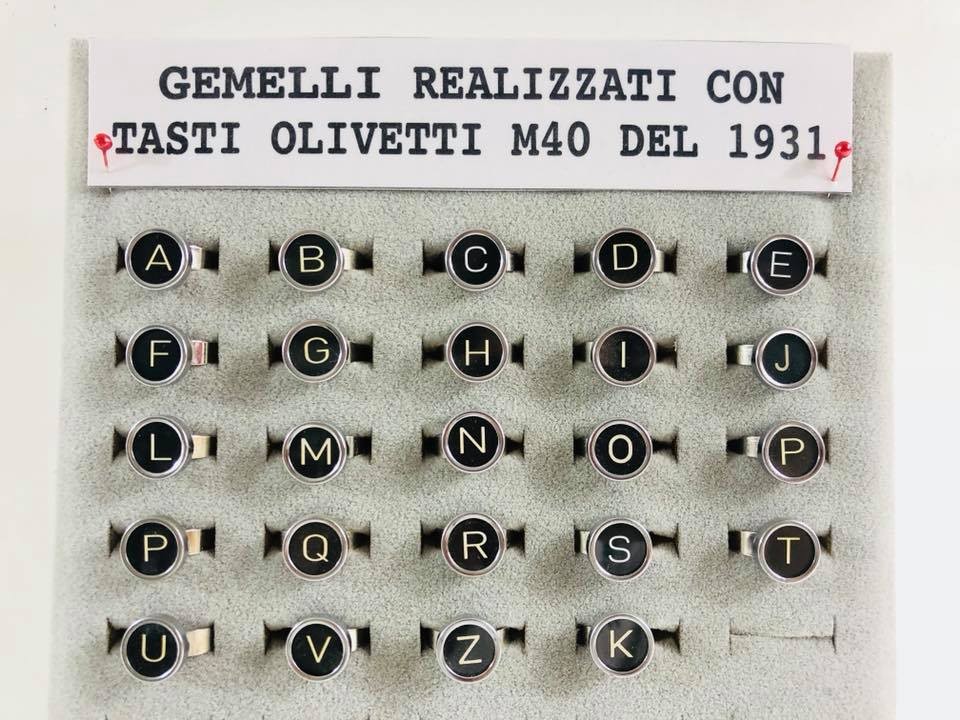 GEMELLI REALIZZATI CON
TASTI OLIVETTI M40 DEL 1931
A B C D E
F G H I J
L M N O P
P Q R S T
U V Z K